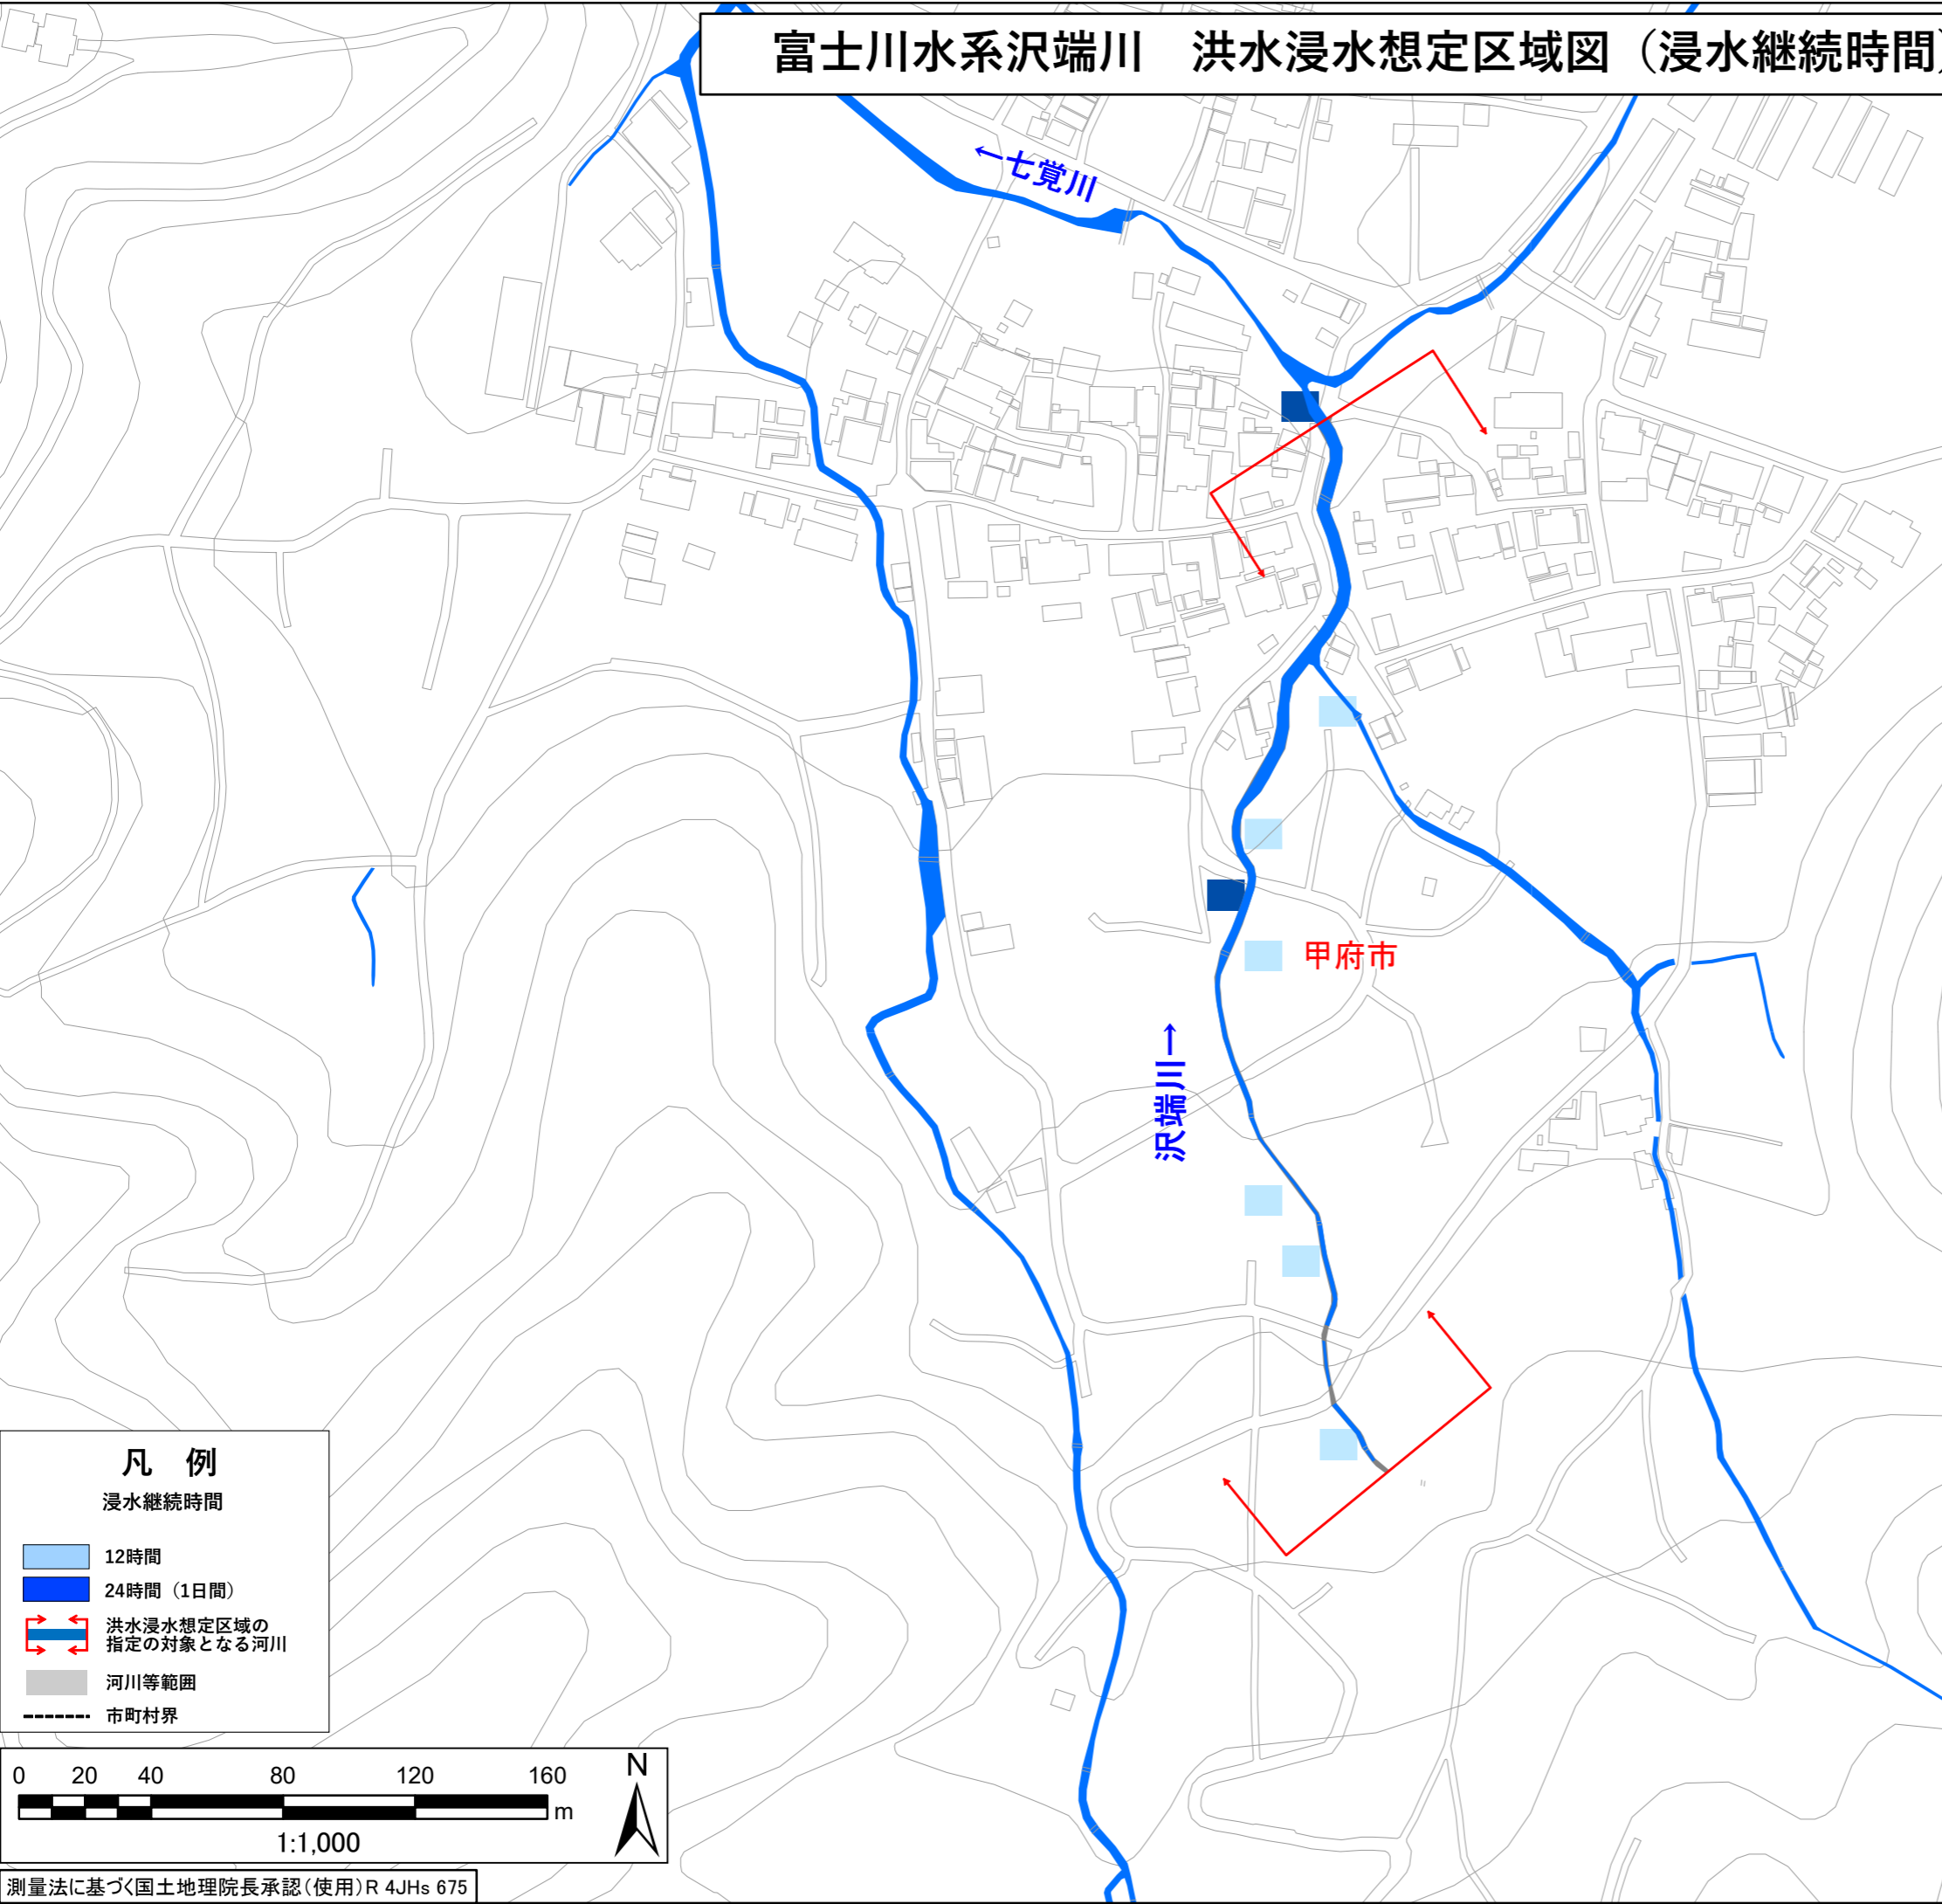 富士川水系沢端川　洪水浸水想定区域図（浸水継続時間）
←七覚川
甲府市
沢端川→
凡　例
浸水継続時間
12時間
24時間（1日間）
洪水浸水想定区域の
指定の対象となる河川
河川等範囲
市町村界
0 20 40 80 120 160
m
N
1:1,000
測量法に基づく国土地理院長承認（使用）R 4JHs 675